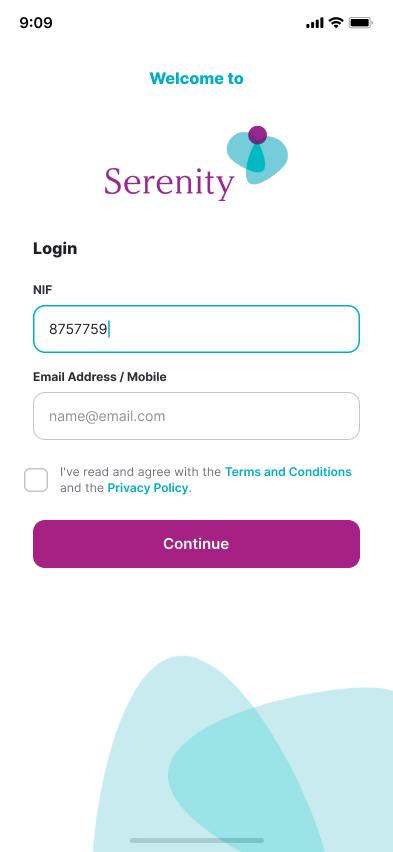 9:09
Welcome to
Serenity
Login
NIF
8757759
Email Address / Mobile
name@email.com
I've read and agree with the Terms and Conditions
and the Privacy Policy.
Continue